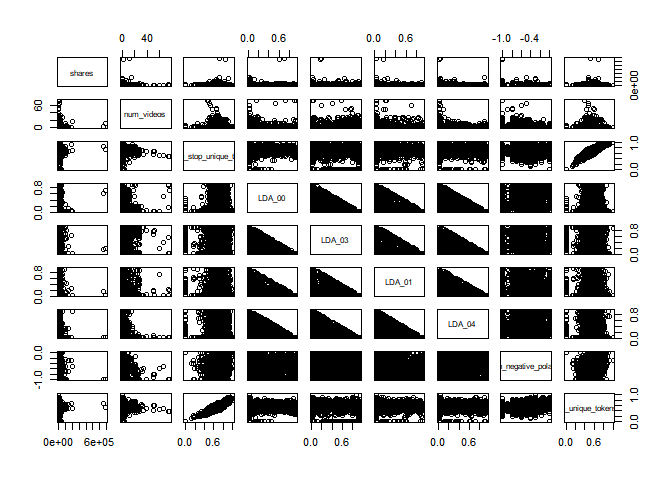 0 40
0.0 0.6
0.0 0.6
-1.0 -0.4
shares
0e+00
0 60
num_videos
_stop_unique_t
0.0 1.0
0.0 0.8
LDA_00
LDA_03
0.0 0.8
0.0 0.8
LDA_01
LDA_04
0.0 0.8
-1.0 0.0
_negative_pola
_unique_token
0.0 1.0
0e+00 6e+05
0.0 0.6
0.0 0.6
0.0 0.6
0.0 0.6